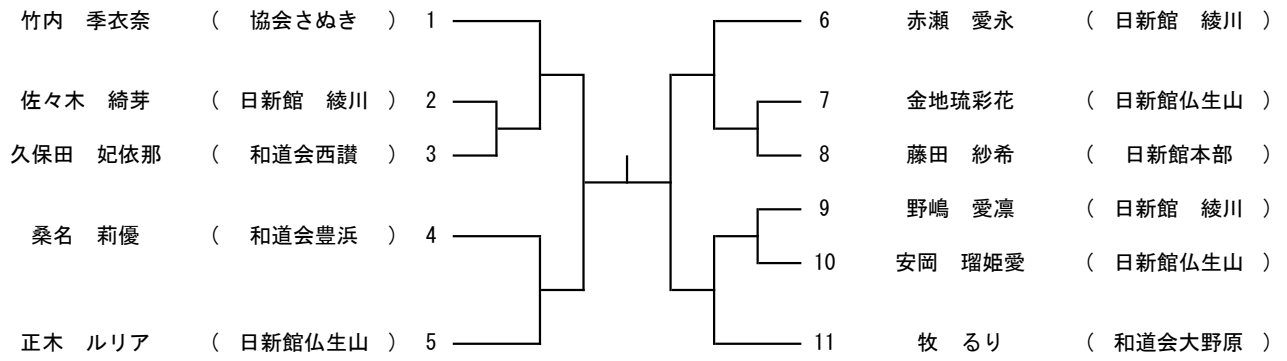 竹内　季衣奈　（　協会さぬき　）　1
佐々木　綺芽　（　日新館　綾川　）　2
久保田　妃依那　（　和道会西讃　）　3
桑名　莉優　（　和道会豊浜　）　4
正木　ルリア　（　日新館仏生山　）　5
6　赤瀬　愛永　（　日新館　綾川　）
7　金地琉彩花　（　日新館仏生山　）
8　藤田　紗希　（　日新館本部　）
9　野嶋　愛凛　（　日新館　綾川　）
10　安岡　瑠姫愛　（　日新館仏生山　）
11　牧　るり　（　和道会大野原　）